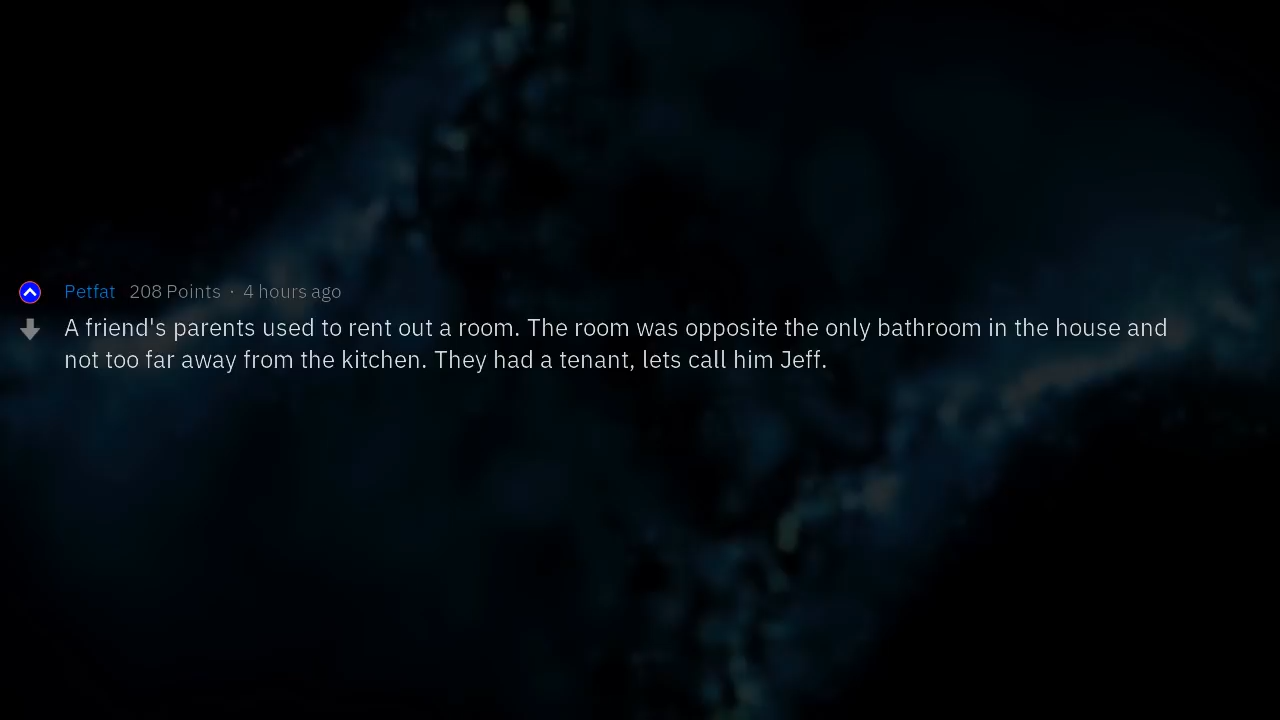 Petfat 208 Points · 4 hours ago
A friend's parents used to rent out a room. The room was opposite the only bathroom in the house and
not too far away from the kitchen. They had a tenant, lets call him Jeff.